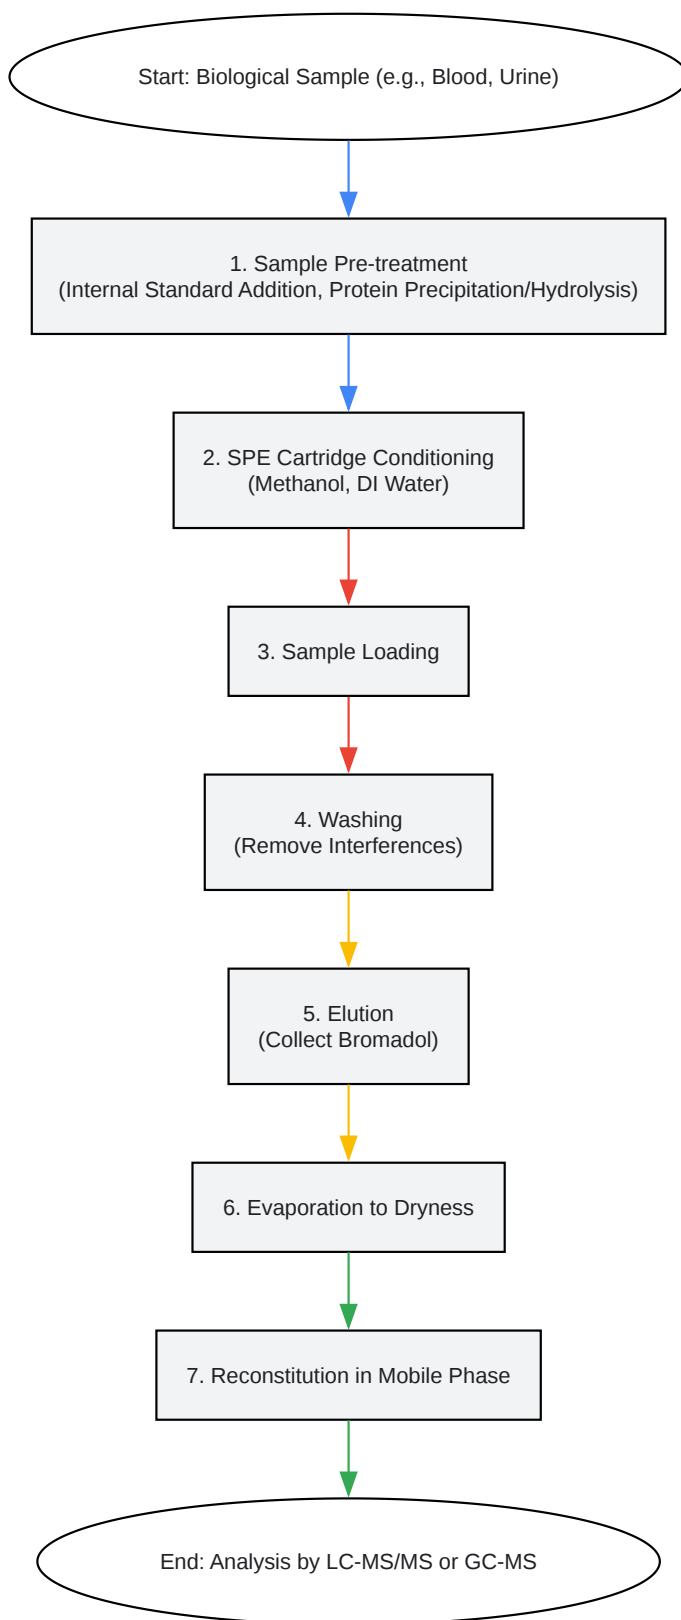 Start: Biological Sample (e.g., Blood, Urine)
1. Sample Pre-treatment
(Internal Standard Addition, Protein Precipitation/Hydrolysis)
2. SPE Cartridge Conditioning
(Methanol, DI Water)
3. Sample Loading
4. Washing
(Remove Interferences)
5. Elution
(Collect Bromadol)
6. Evaporation to Dryness
7. Reconstitution in Mobile Phase
End: Analysis by LC-MS/MS or GC-MS